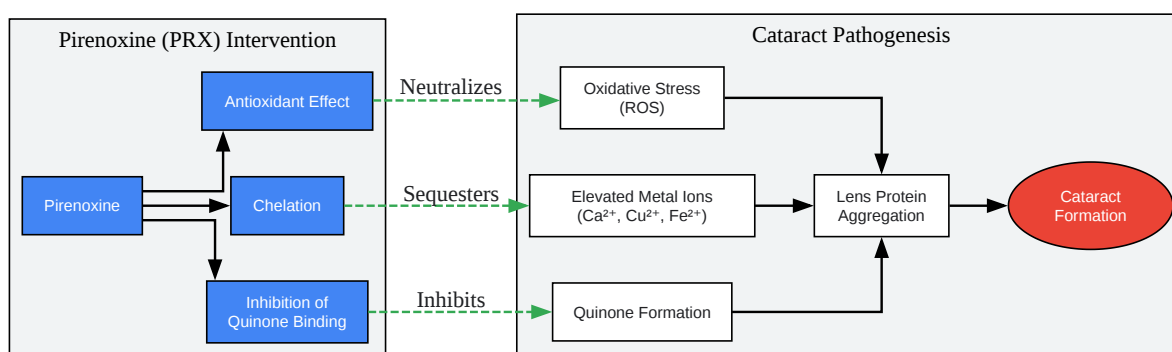 Pirenoxine (PRX) Intervention
Cataract Pathogenesis
Antioxidant Effect
Neutralizes
Oxidative Stress
(ROS)
Pirenoxine
Chelation
Sequesters
Elevated Metal Ions
(Ca²⁺, Cu²⁺, Fe²⁺)
Lens Protein
Aggregation
Cataract
Formation
Inhibition of
Quinone Binding
Inhibits
Quinone Formation